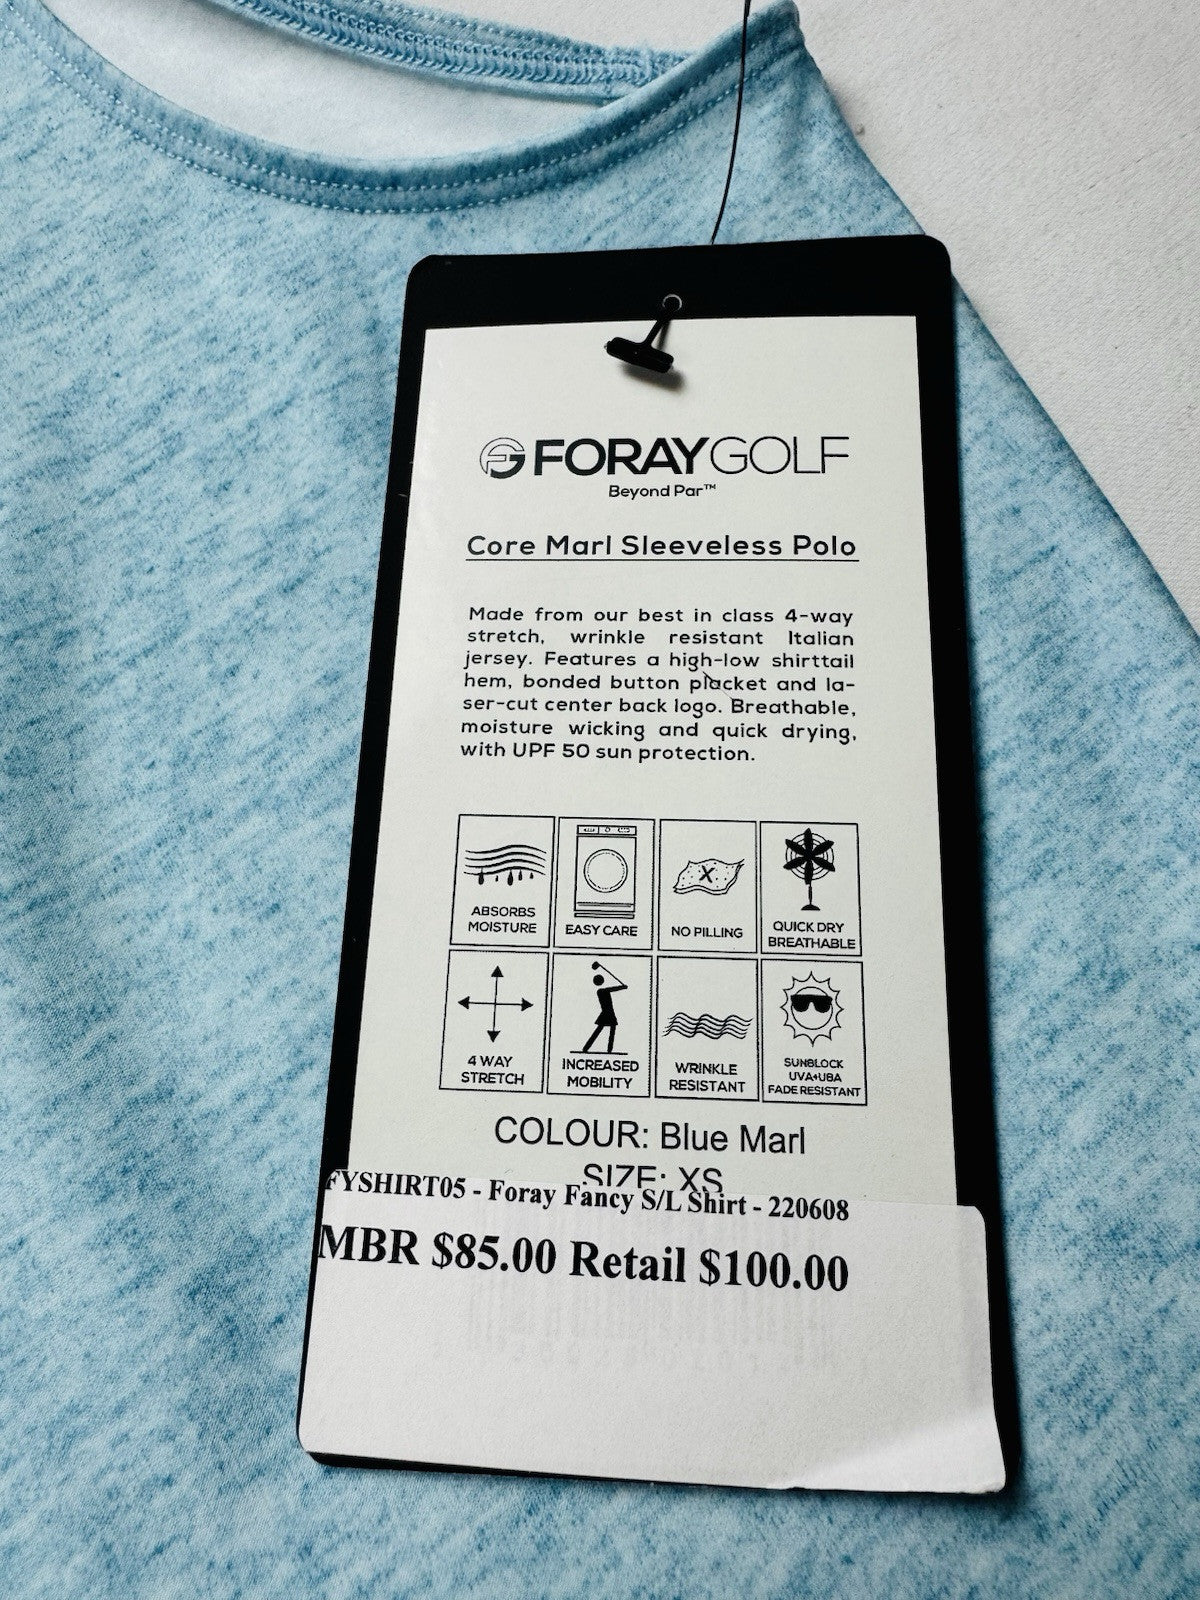 FORAYGOLF
Beyond Par™
Core Marl Sleeveless Polo
Made from our best in class 4-way
stretch, wrinkle resistant Italian
jersey. Features a high-low shirttail
hem, bonded button placket and la-
ser-cut center back logo. Breathable,
moisture wicking and quick drying,
with UPF 50 sun protection.
ABSORBS
MOISTURE
EASY CARE
X
NO PILLING
QUICK DRY
BREATHABLE
4 WAY
STRETCH
INCREASED
MOBILITY
WRINKLE
RESISTANT
SUNBLOCK
UVA+UBA
FADE RESISTANT
COLOUR: Blue Marl
SIZE: XS
FYSHIRT05 - Foray Fancy S/L Shirt - 220608
MBR $85.00 Retail $100.00